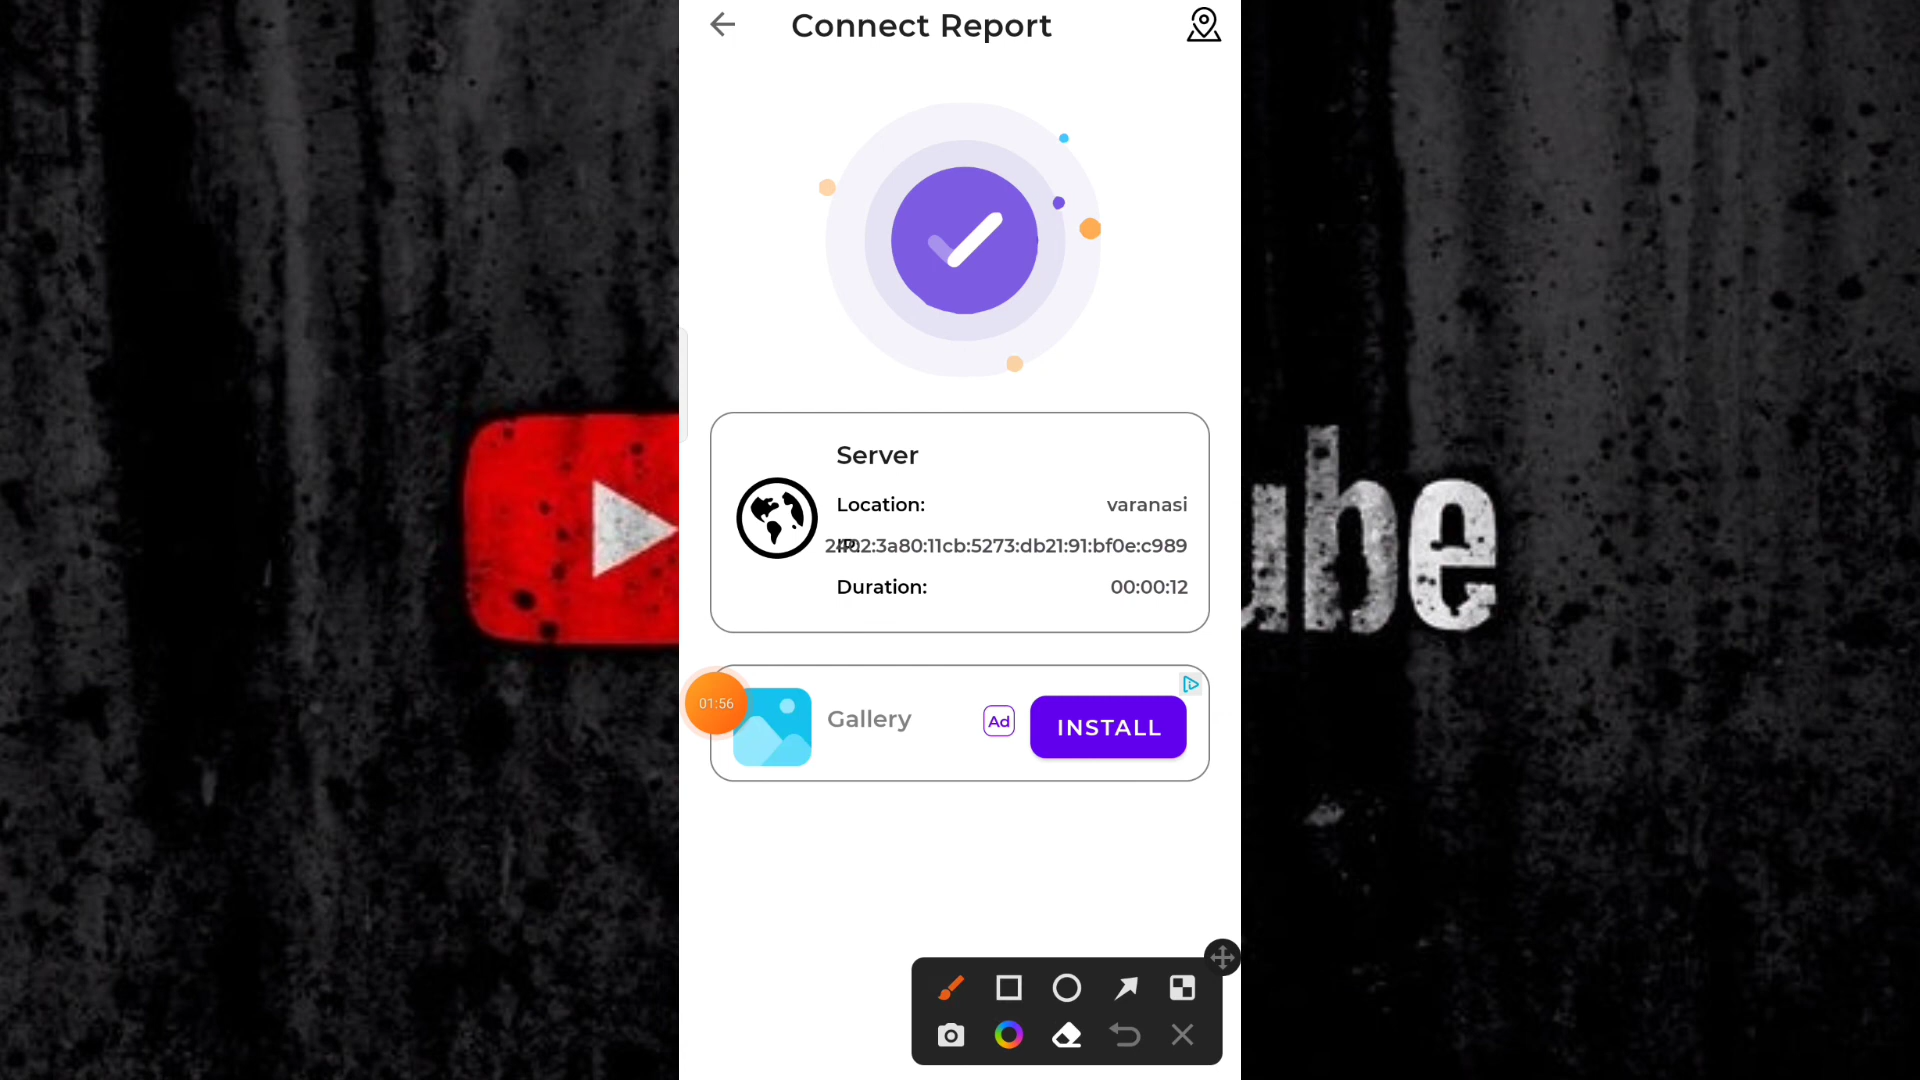 Connect Report
Server
Location: varanasi
IP: 2402:3a80:11cb:5273:db21:91:bf0e:c989
Duration: 00:00:12
01:56
Gallery
Ad
INSTALL
ube